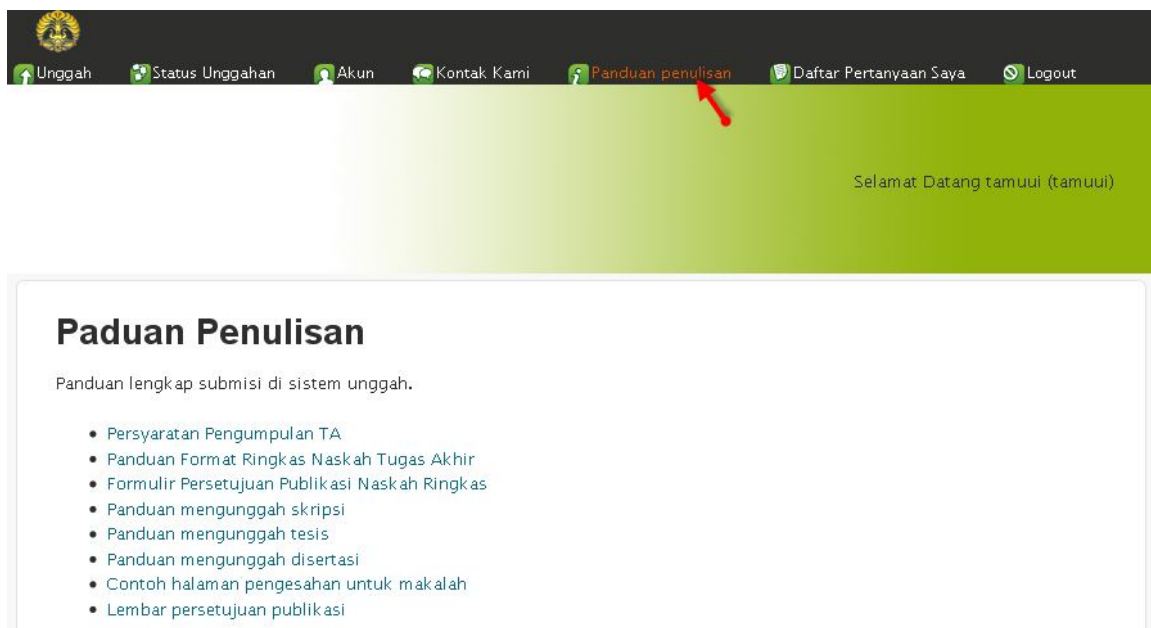 Unggah Status Unggahan Akun Kontak Kami Panduan penulisan Daftar Pertanyaan Saya Logout
Selamat Datang tamuui (tamuui)
Paduan Penulisan
Panduan lengkap submisi di sistem unggah.
Persyaratan Pengumpulan TA
Panduan Format Ringkas Naskah Tugas Akhir
Formulir Persetujuan Publikasi Naskah Ringkas
Panduan mengunggah skripsi
Panduan mengunggah tesis
Panduan mengunggah disertasi
Contoh halaman pengesahan untuk makalah
Lembar persetujuan publikasi